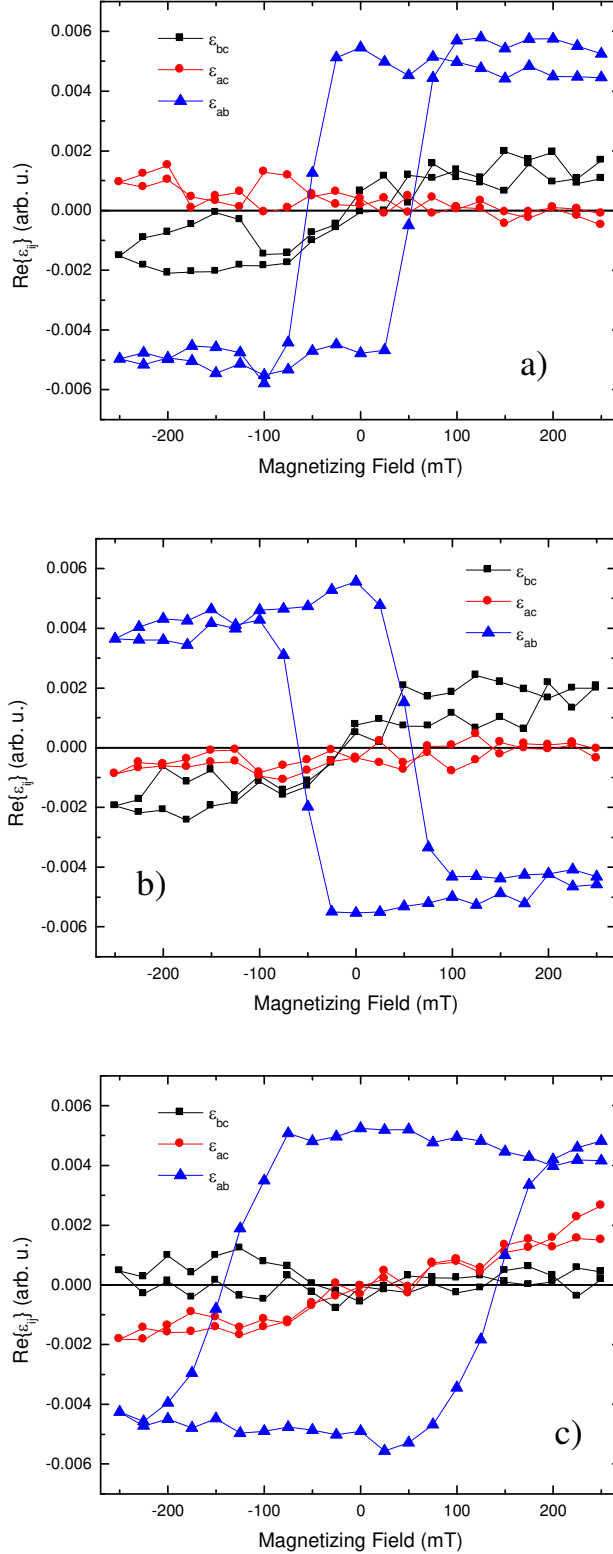 0.006
0.004
0.002
0.000
-0.002
-0.004
-0.006
Re{ε_ij} (arb. u.)
ε_bc
ε_ac
ε_ab
a)
-200 -100 0 100 200
Magnetizing Field (mT)
0.006
0.004
0.002
0.000
-0.002
-0.004
-0.006
Re{ε_ij} (arb. u.)
ε_bc
ε_ac
ε_ab
b)
-200 -100 0 100 200
Magnetizing Field (mT)
0.006
0.004
0.002
0.000
-0.002
-0.004
-0.006
Re{ε_ij} (arb. u.)
ε_bc
ε_ac
ε_ab
c)
-200 -100 0 100 200
Magnetizing Field (mT)